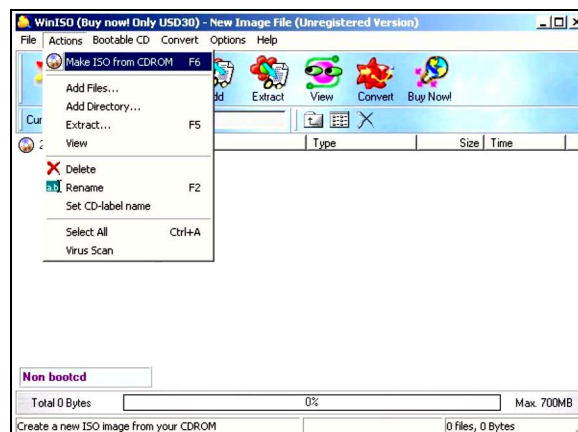 WinISO (Buy now! Only USD30) - New Image File (Unregistered Version)
File Actions Bootable CD Convert Options Help
Make ISO from CDROM F6
Add Files...
Add Directory...
Extract... F5
View
Delete
Rename F2
Set CD-label name
Select All Ctrl+A
Virus Scan
dd Extract View Convert Buy Now!
Cur
Type Size Time
Non bootcd
Total 0 Bytes 0% Max. 700MB
Create a new ISO image from your CDROM 0 files, 0 Bytes